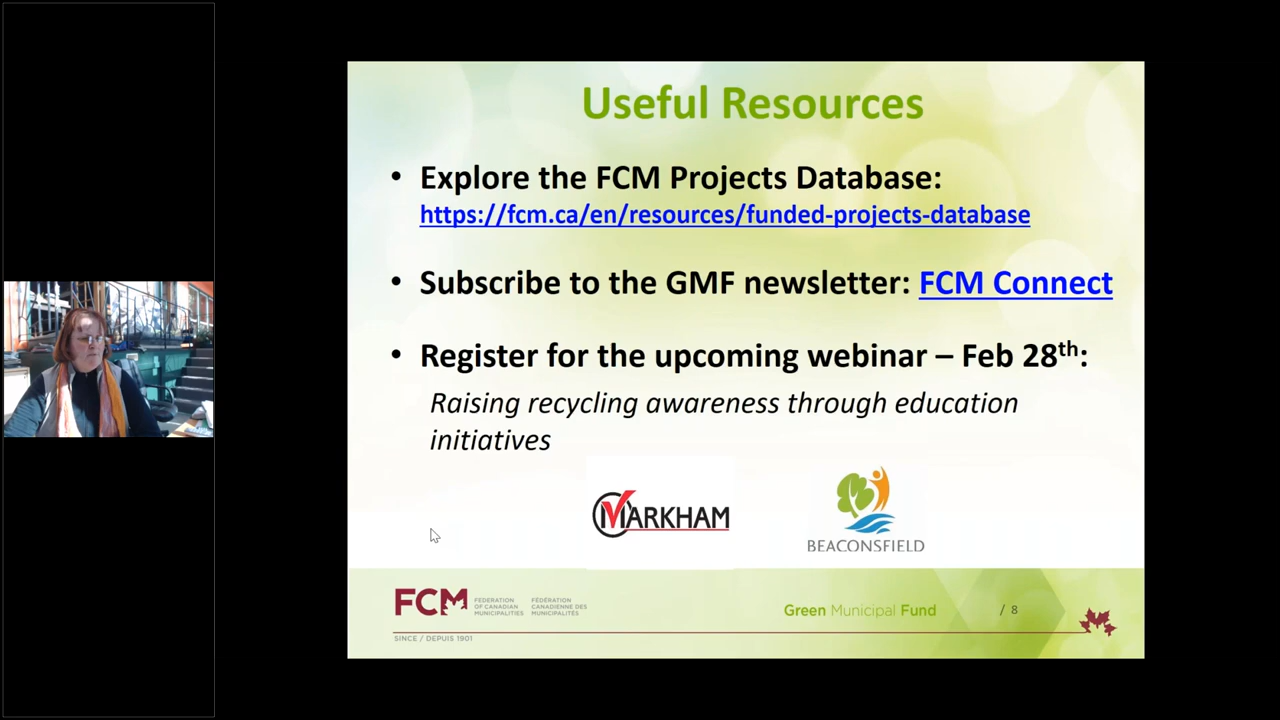 Useful Resources
• Explore the FCM Projects Database:
https://fcm.ca/en/resources/funded-projects-database
• Subscribe to the GMF newsletter: FCM Connect
• Register for the upcoming webinar – Feb 28th:
Raising recycling awareness through education
initiatives
MARKHAM
BEACONSFIELD
FCM
FEDERATION
OF CANADIAN
MUNICIPALITIES
FÉDÉRATION
CANADIENNE DES
MUNICIPALITÉS
SINCE / DEPUIS 1901
Green Municipal Fund
/ 8